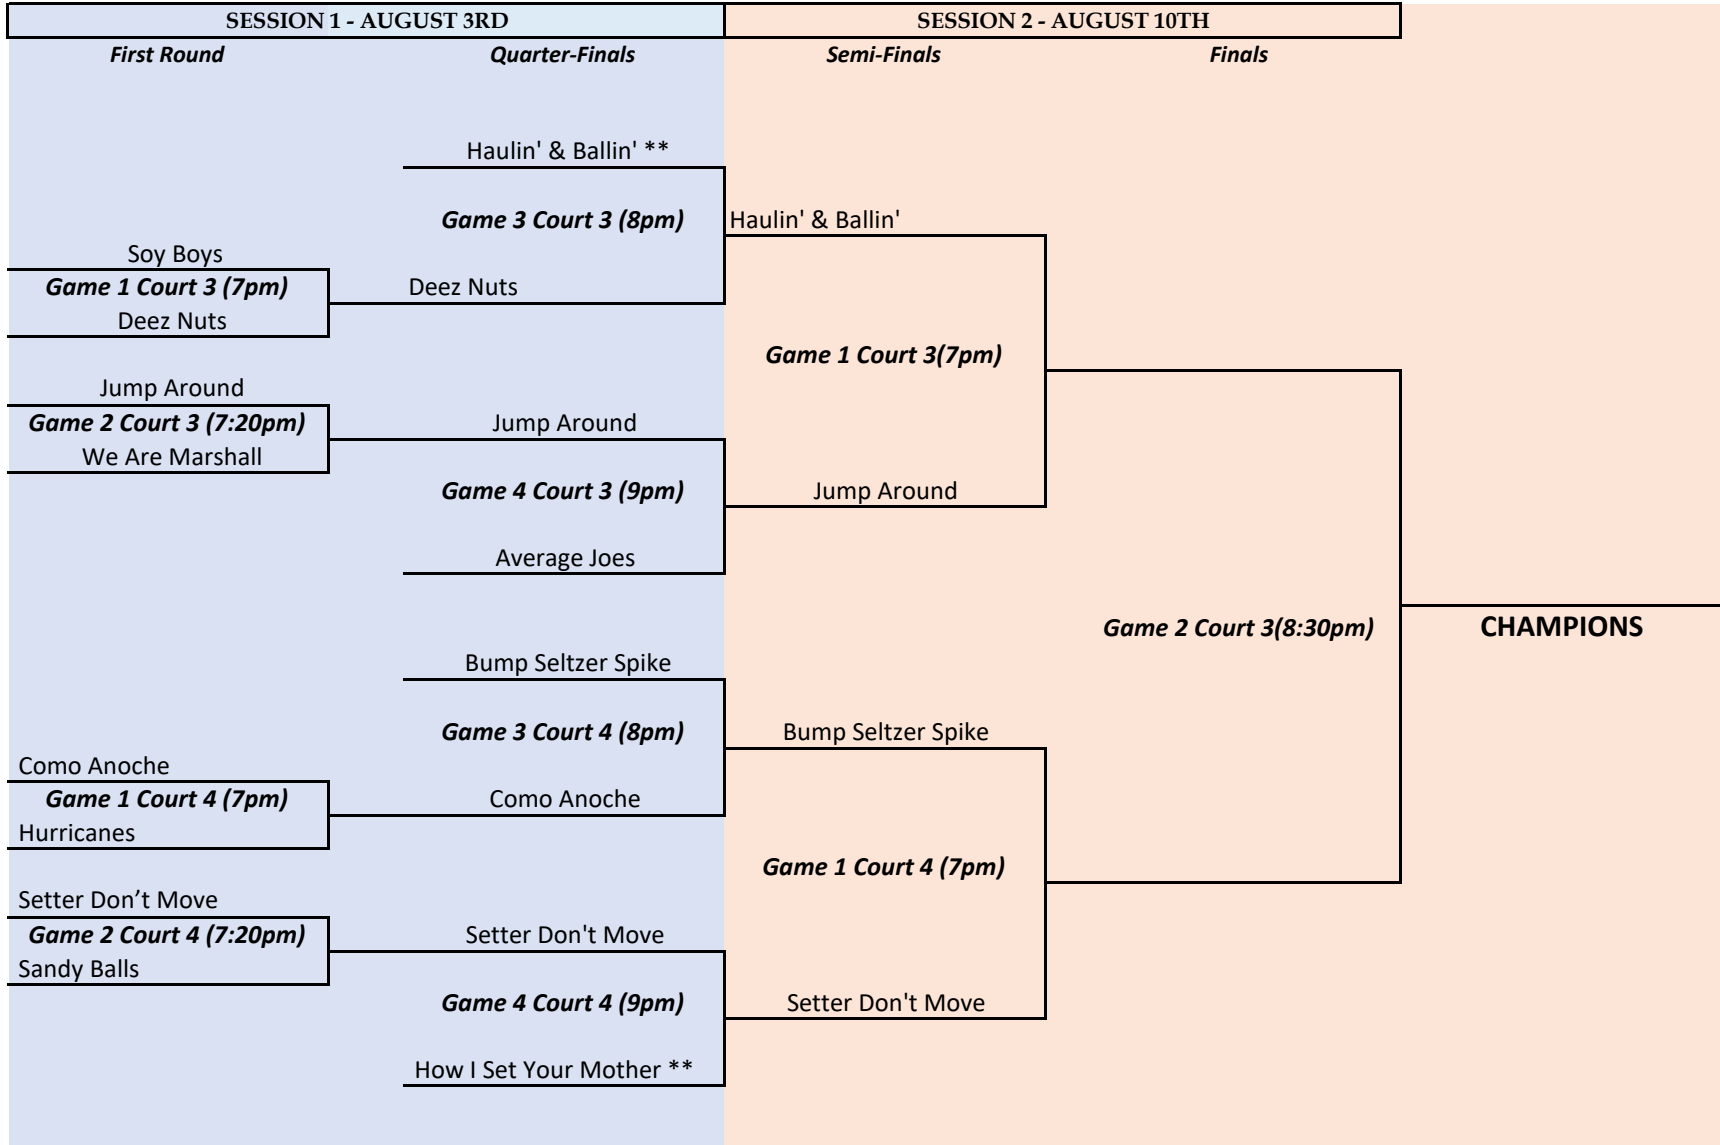 SESSION 1 - AUGUST 3RD
SESSION 2 - AUGUST 10TH
First Round
Quarter-Finals
Semi-Finals
Finals
Haulin' & Ballin' **
Game 3 Court 3 (8pm)
Haulin' & Ballin'
Soy Boys
Game 1 Court 3 (7pm)
Deez Nuts
Deez Nuts
Game 1 Court 3(7pm)
Jump Around
Game 2 Court 3 (7:20pm)
Jump Around
We Are Marshall
Game 4 Court 3 (9pm)
Jump Around
Average Joes
Game 2 Court 3(8:30pm)
CHAMPIONS
Bump Seltzer Spike
Game 3 Court 4 (8pm)
Bump Seltzer Spike
Como Anoche
Game 1 Court 4 (7pm)
Como Anoche
Hurricanes
Game 1 Court 4 (7pm)
Setter Don’t Move
Game 2 Court 4 (7:20pm)
Setter Don't Move
Sandy Balls
Game 4 Court 4 (9pm)
Setter Don't Move
How I Set Your Mother **